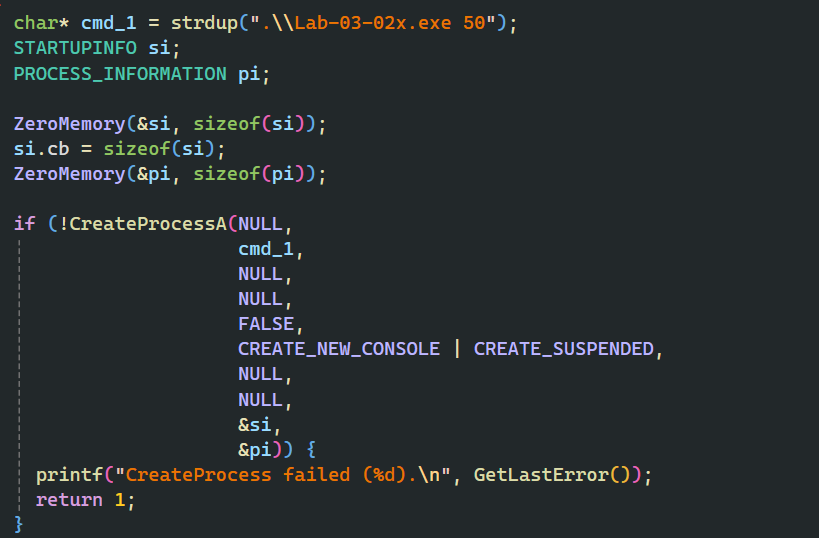 char* cmd_1 = strdup(".\\Lab-03-02x.exe 50");
STARTUPINFO si;
PROCESS_INFORMATION pi;

ZeroMemory(&si, sizeof(si));
si.cb = sizeof(si);
ZeroMemory(&pi, sizeof(pi));

if (!CreateProcessA(NULL,
                    cmd_1,
                    NULL,
                    NULL,
                    FALSE,
                    CREATE_NEW_CONSOLE | CREATE_SUSPENDED,
                    NULL,
                    NULL,
                    &si,
                    &pi)) {
  printf("CreateProcess failed (%d).\n", GetLastError());
  return 1;
}